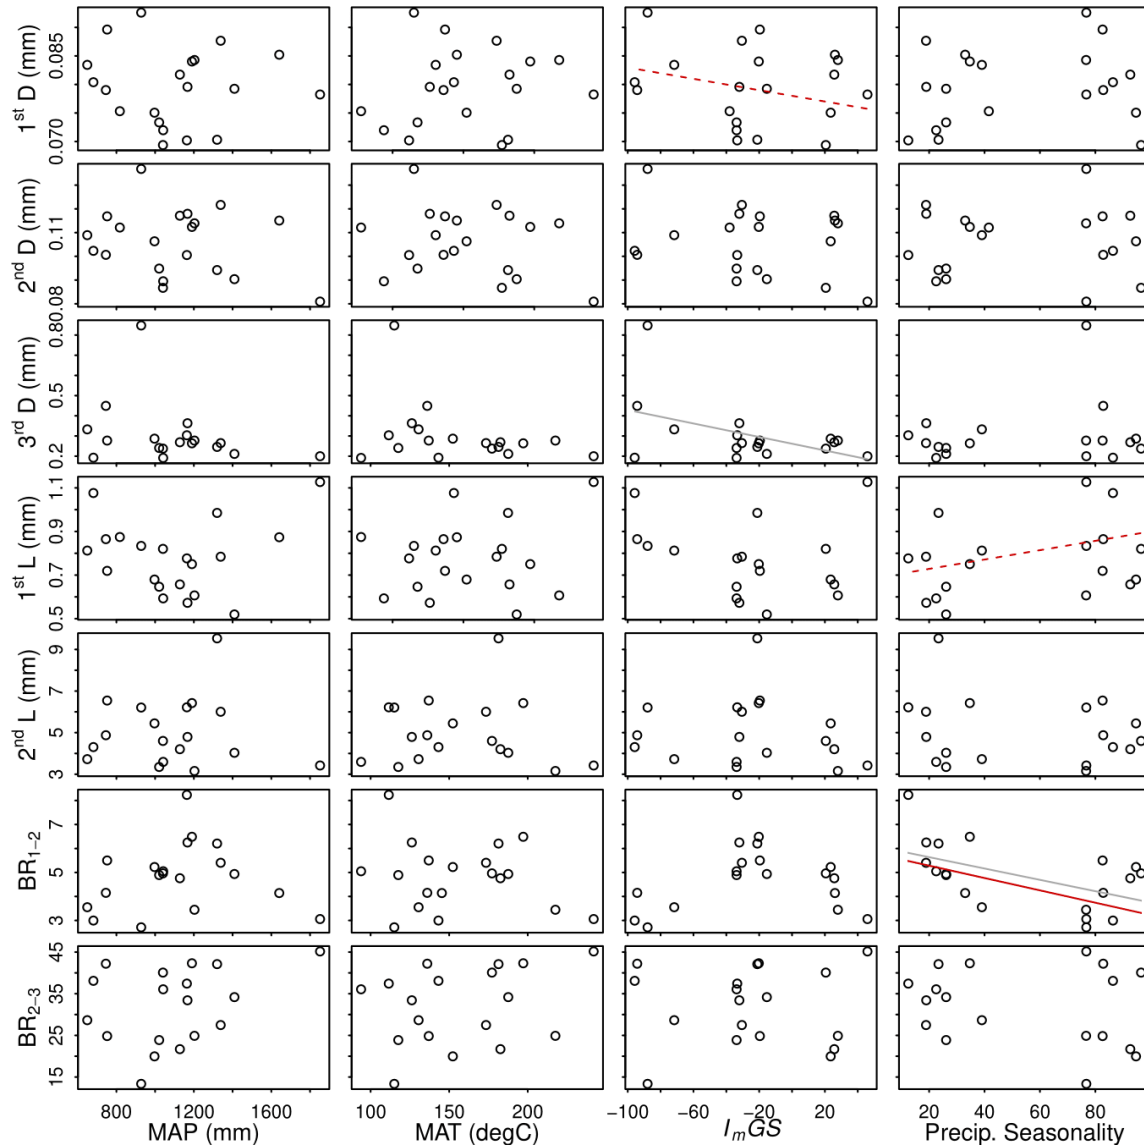 1st D (mm)
0.070 0.085
2nd D (mm)
0.08 0.11
3rd D (mm)
0.2 0.5 0.8
1st L (mm)
0.5 0.7 0.9 1.1
2nd L (mm)
3 5 7 9
BR1−2
3 5 7
BR2−3
15 25 35 45
800 1200 1600
100 150 200
−100 −60 −20 20
20 40 60 80
MAP (mm)
MAT (degC)
ImGS
Precip. Seasonality